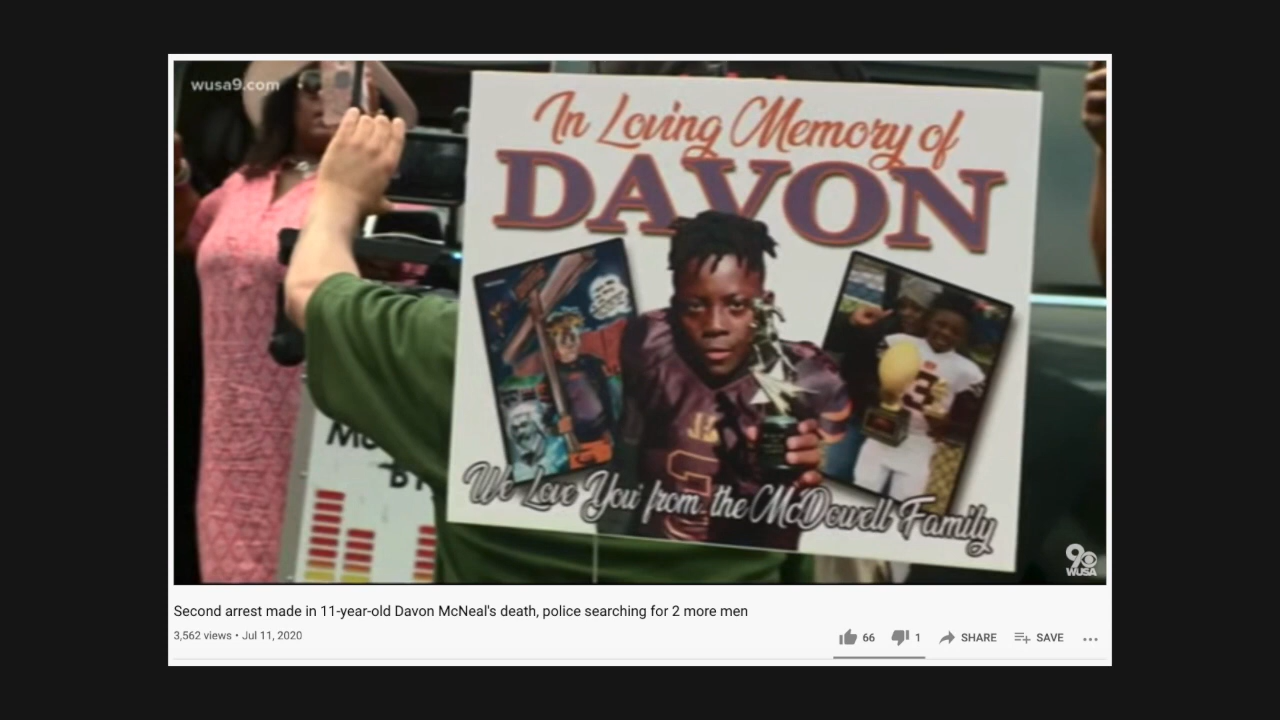 wusa9.com
In Loving Memory of
DAVON
We Love You from the McDowell Family
9
WUSA
Second arrest made in 11-year-old Davon McNeal's death, police searching for 2 more men
3,562 views • Jul 11, 2020
66
1
SHARE
SAVE